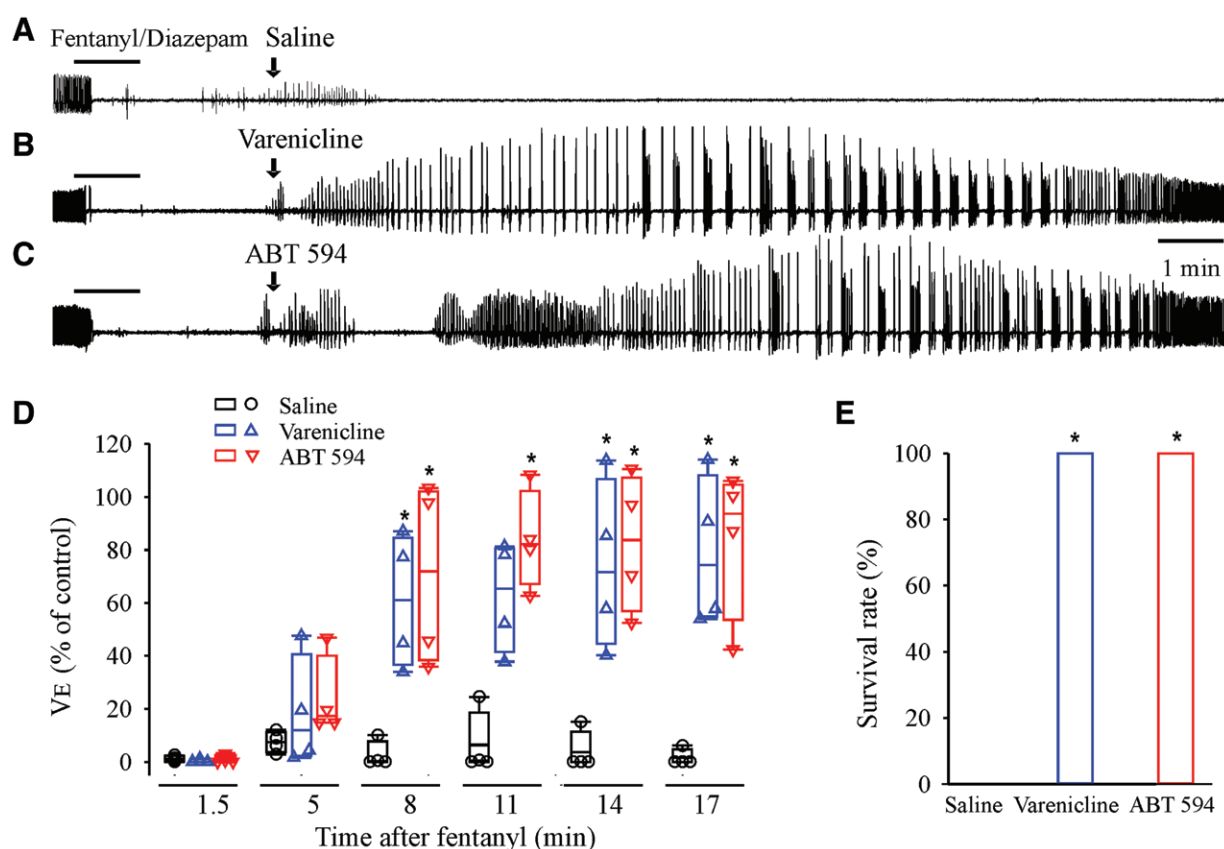 A
Fentanyl/Diazepam Saline
B
Varenicline
C
ABT 594
1 min
D
Saline
Varenicline
ABT 594
VE (% of control)
120
100
80
60
40
20
0
* * * * * * *
1.5 5 8 11 14 17
Time after fentanyl (min)
E
Survival rate (%)
100
80
60
40
20
0
* *
Saline Varenicline ABT 594